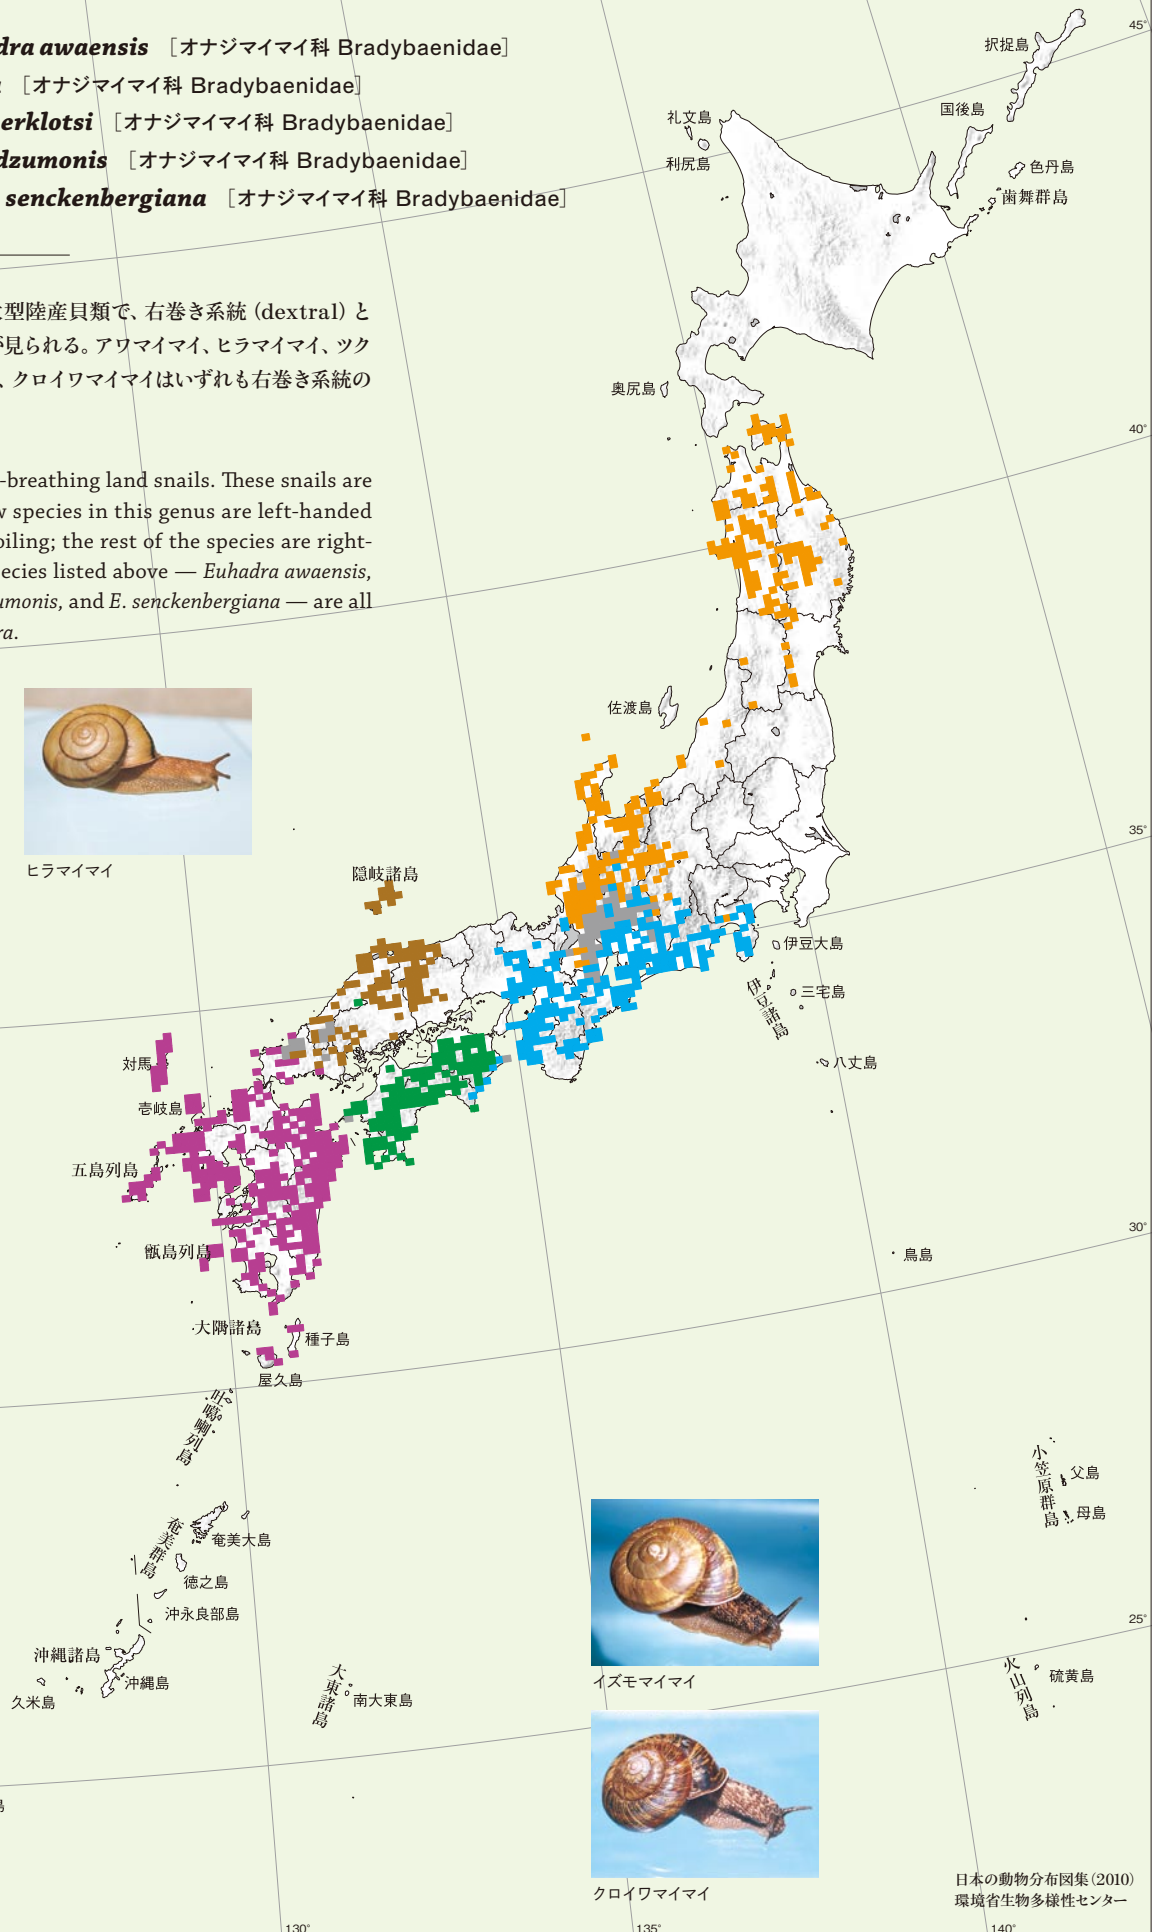 dra awaensis ［オナジマイマイ科 Bradybaenidae］
［オナジマイマイ科 Bradybaenidae］
erklotsi ［オナジマイマイ科 Bradybaenidae］
dzumonis ［オナジマイマイ科 Bradybaenidae］
senckenbergiana ［オナジマイマイ科 Bradybaenidae］
型陸産貝類で、右巻き系統（dextral）と
見られる。アワマイマイ、ヒラマイマイ、ツク
、クロイワマイマイはいずれも右巻き系統の
-breathing land snails. These snails are
species in this genus are left-handed
oiling; the rest of the species are right-
ecies listed above — Euhadra awaensis,
umonis, and E. senckenbergiana — are all
ra.
ヒラマイマイ
択捉島
国後島
色丹島
歯舞群島
礼文島
利尻島
奥尻島
佐渡島
隠岐諸島
伊豆大島
三宅島
伊豆諸島
八丈島
対馬
壱岐島
五島列島
甑島列島
鳥島
大隅諸島
種子島
屋久島
吐噶喇列島
奄美群島
奄美大島
徳之島
沖永良部島
沖縄諸島
沖縄島
久米島
大東諸島
南大東島
小笠原群島
父島
母島
火山列島
硫黄島
イズモマイマイ
クロイワマイマイ
日本の動物分布図集（2010）
環境省生物多様性センター
45°
40°
35°
30°
25°
130°
135°
140°